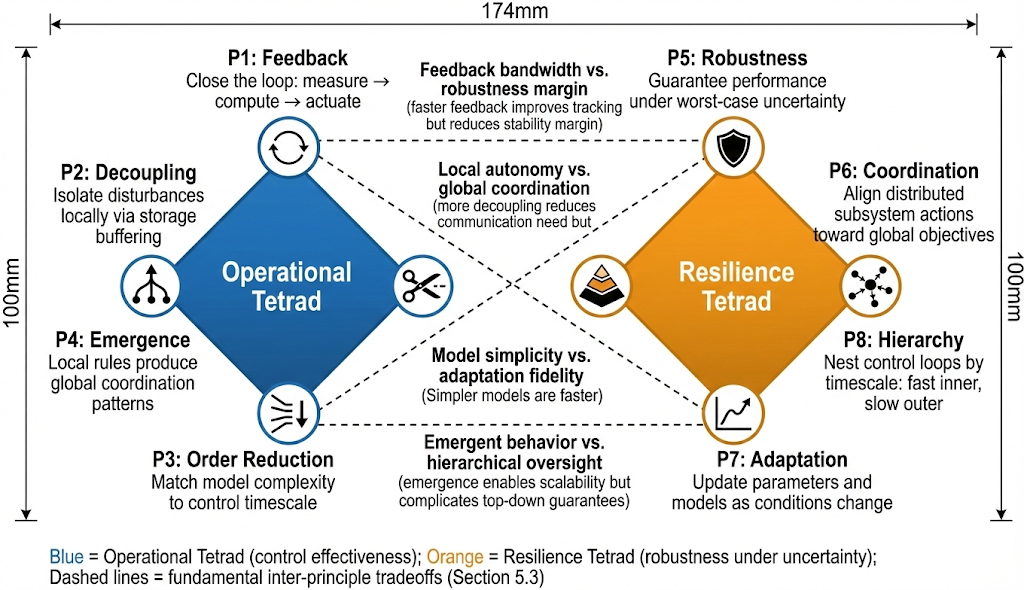 174mm
100mm
P1: Feedback
Close the loop: measure →
compute → actuate
Feedback bandwidth vs.
robustness margin
(faster feedback improves tracking
but reduces stability margin)
P5: Robustness
Guarantee performance
under worst-case uncertainty
P2: Decoupling
Isolate disturbances
locally via storage
buffering
Local autonomy vs.
global coordination
(more decoupling reduces
communication need but
P6: Coordination
Align distributed
subsystem actions
toward global objectives
Operational
Tetrad
Resilience
Tetrad
100mm
P4: Emergence
Local rules produce
global coordination
patterns
Model simplicity vs.
adaptation fidelity
(Simpler models are faster)
P8: Hierarchy
Nest control loops by
timescale: fast inner,
slow outer
P3: Order Reduction
Match model complexity
to control timescale
Emergent behavior vs.
hierarchical oversight
(emergence enables scalability but
complicates top-down guarantees)
P7: Adaptation
Update parameters and
models as conditions change
Blue = Operational Tetrad (control effectiveness); Orange = Resilience Tetrad (robustness under uncertainty);
Dashed lines = fundamental inter-principle tradeoffs (Section 5.3)